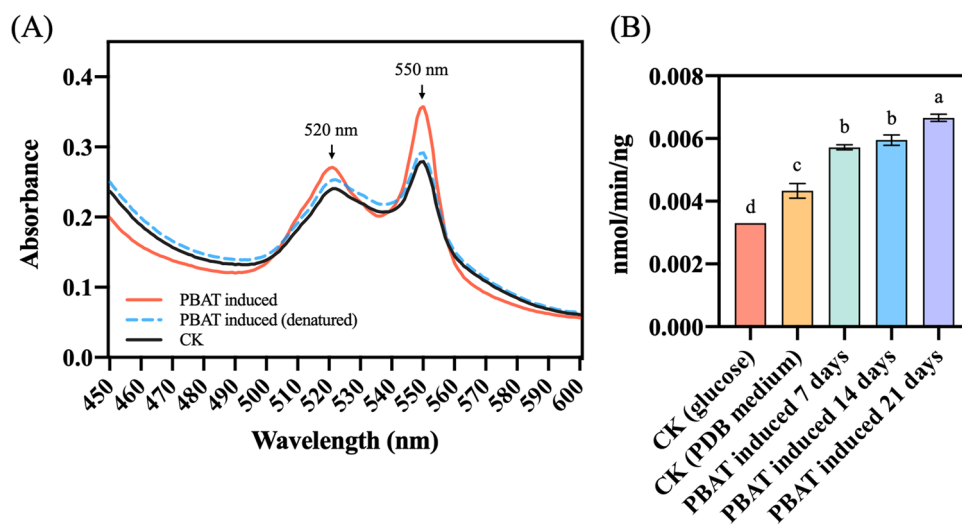 (A)
Absorbance
0.4
0.3
0.2
0.1
0.0
520 nm
550 nm
PBAT induced
PBAT induced (denatured)
CK
450
460
470
480
490
500
510
520
530
540
550
560
570
580
590
600
Wavelength (nm)
(B)
nmol/min/ng
0.008
0.006
0.004
0.002
0.000
d
c
b
b
a
CK (glucose)
CK (PDB medium)
PBAT induced 7 days
PBAT induced 14 days
PBAT induced 21 days